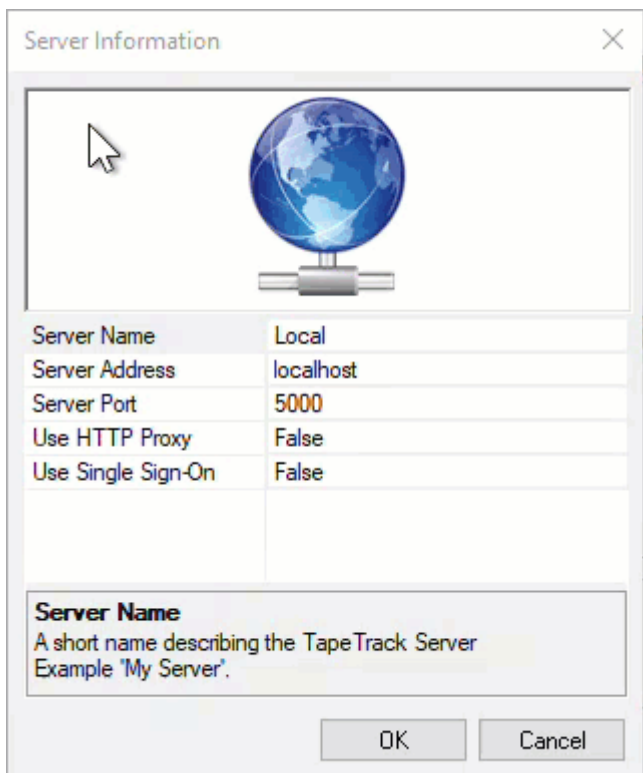 Server Information
Server Name Local
Server Address localhost
Server Port 5000
Use HTTP Proxy False
Use Single Sign-On False
Server Name
A short name describing the TapeTrack Server
Example 'My Server'.
OK Cancel